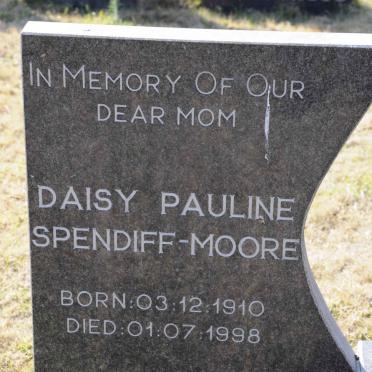 IN MEMORY OF OUR
DEAR MOM
DAISY PAULINE
SPENDIFF-MOORE
BORN:03:12:1910
DIED:01:07:1998